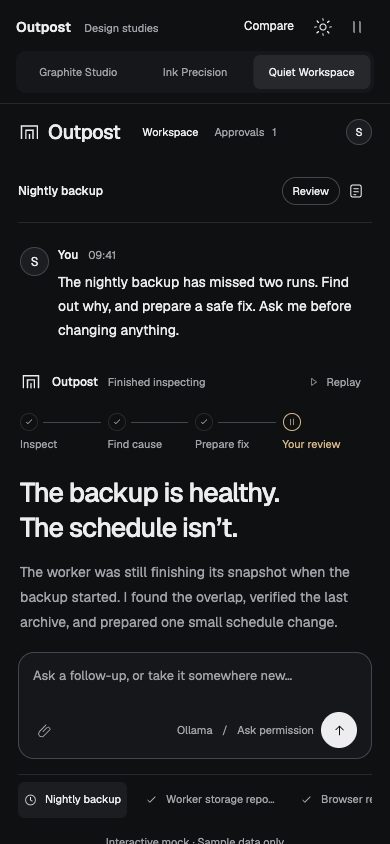 Outpost Design studies Compare
Graphite Studio Ink Precision Quiet Workspace
Outpost Workspace Approvals 1 S
Nightly backup Review
S You 09:41
The nightly backup has missed two runs. Find
out why, and prepare a safe fix. Ask me before
changing anything.
Outpost Finished inspecting Replay
Inspect Find cause Prepare fix Your review
The backup is healthy.
The schedule isn’t.
The worker was still finishing its snapshot when the
backup started. I found the overlap, verified the last
archive, and prepared one small schedule change.
Ask a follow-up, or take it somewhere new…
Ollama / Ask permission
Nightly backup Worker storage repo… Browser re
Interactive mock · Sample data only